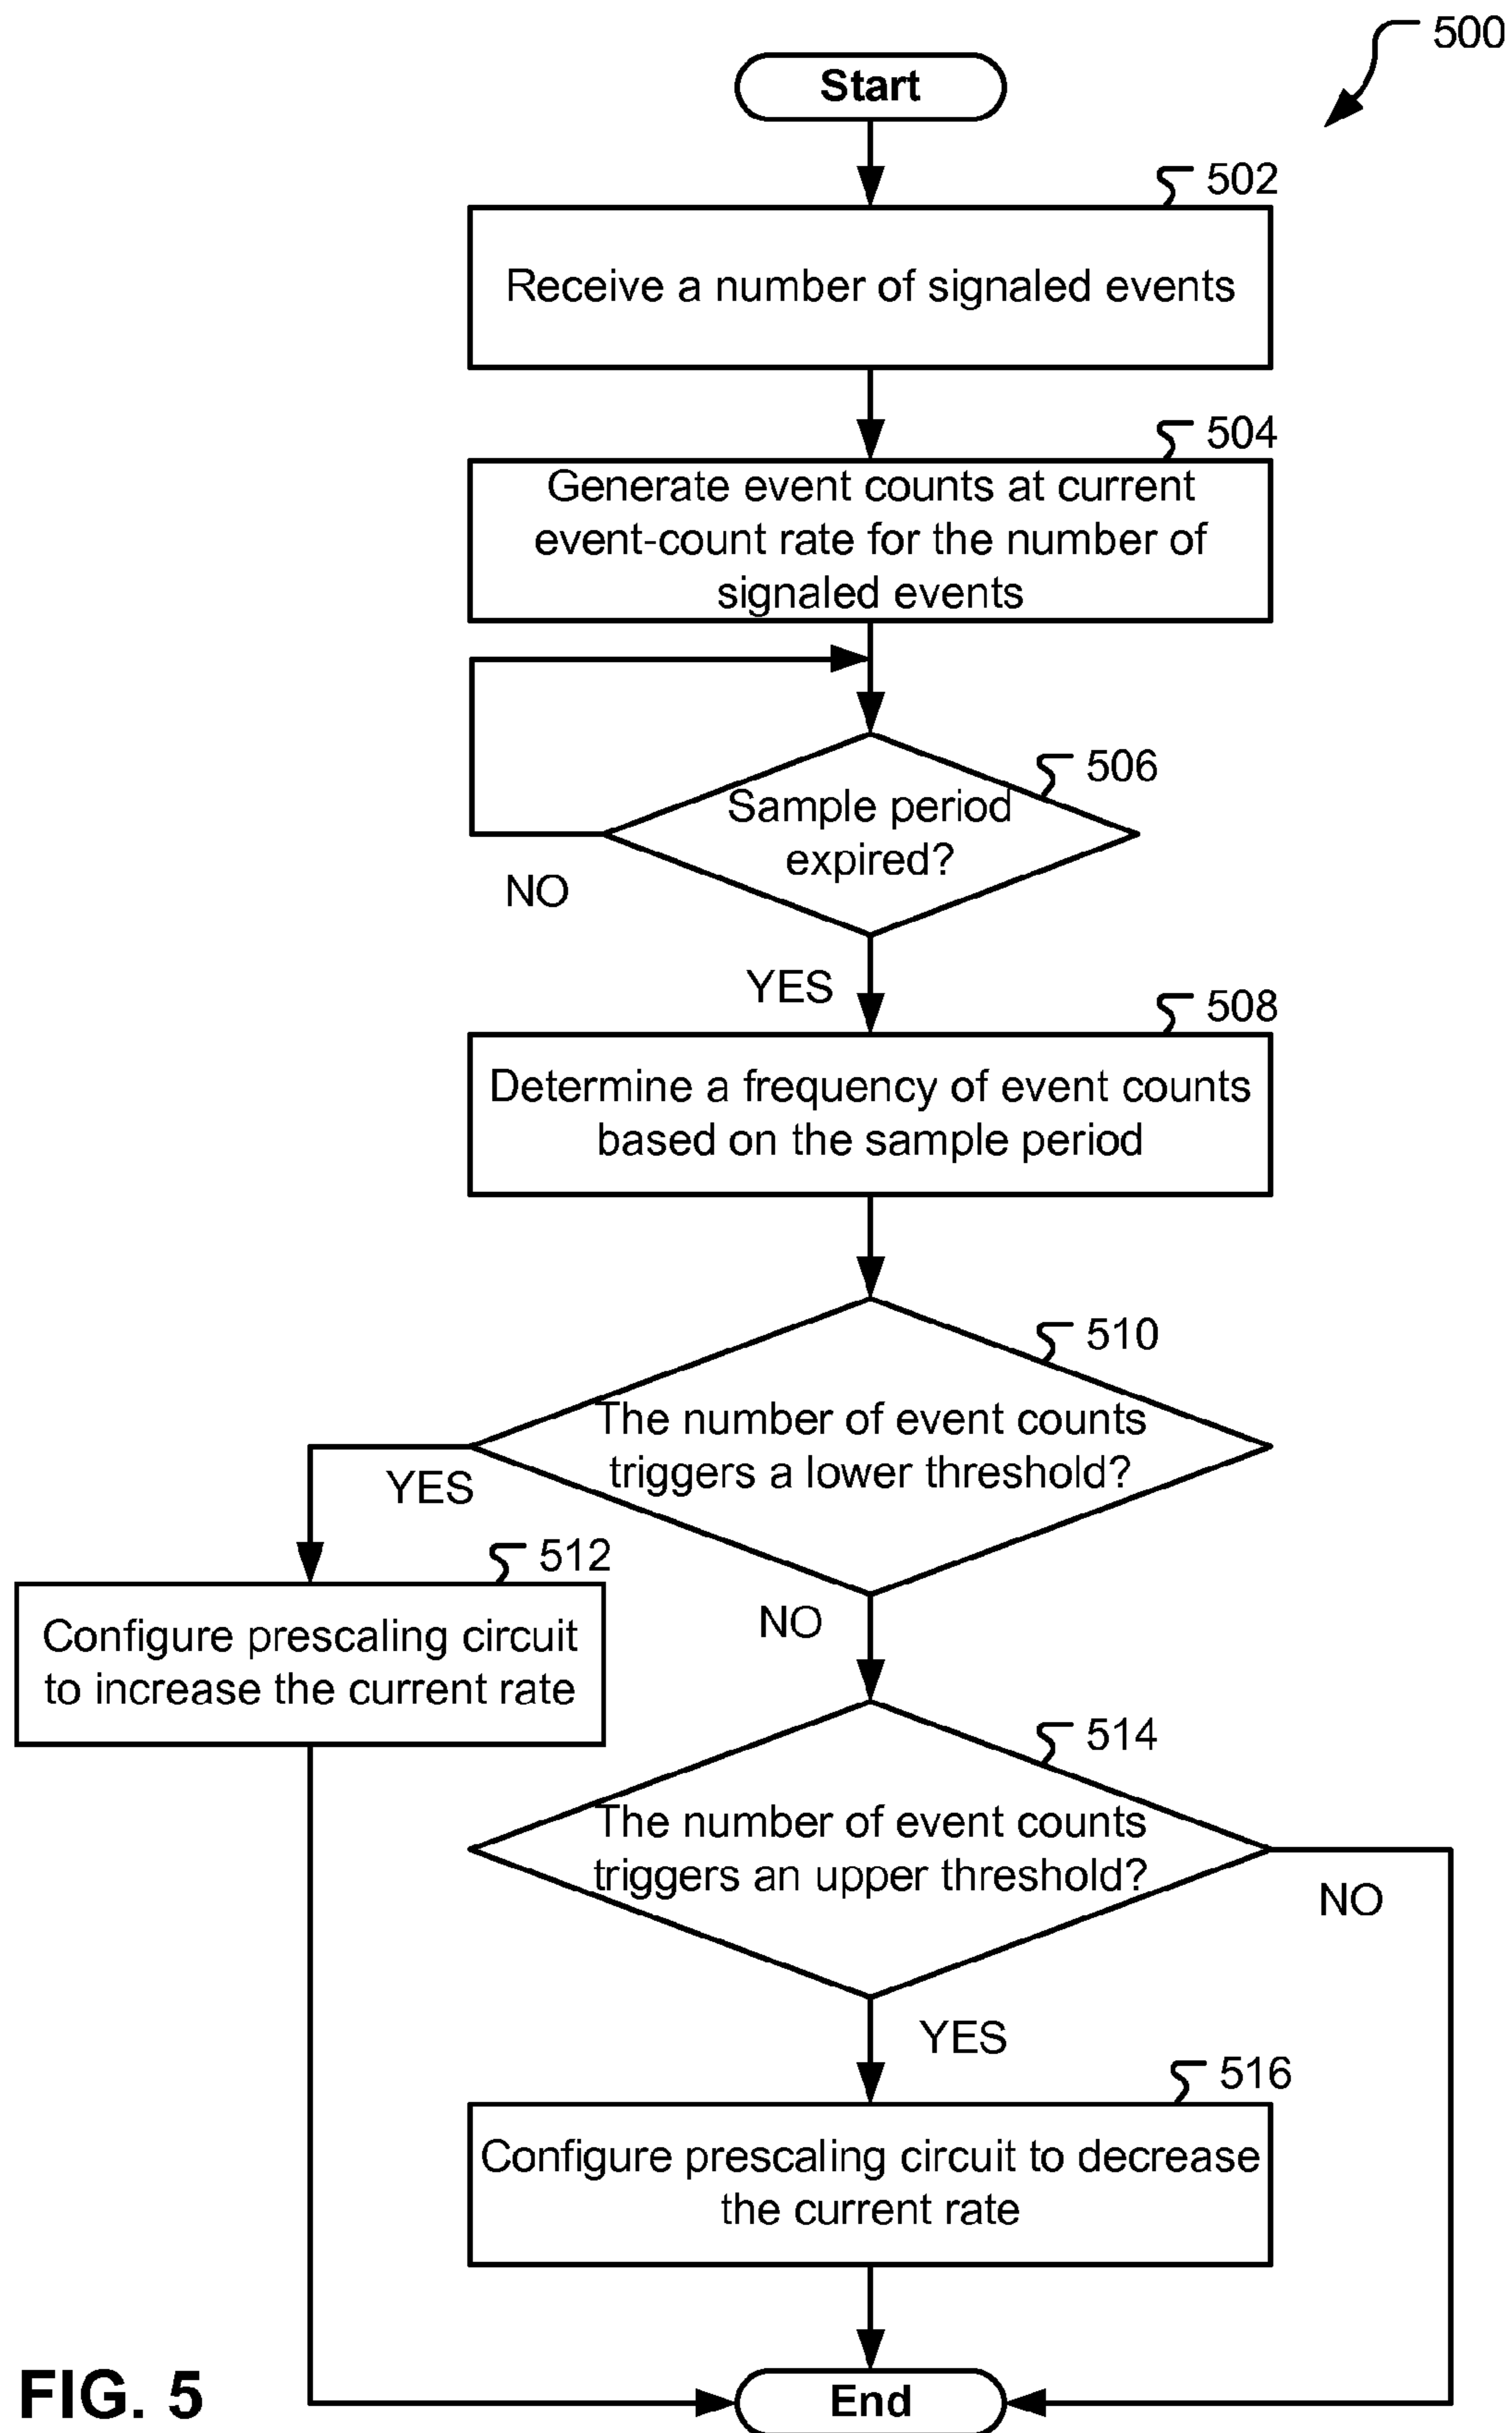 500
Start
502
Receive a number of signaled events
504
Generate event counts at current
event-count rate for the number of
signaled events
506
Sample period
expired?
NO
YES
508
Determine a frequency of event counts
based on the sample period
510
The number of event counts
triggers a lower threshold?
YES
512
Configure prescaling circuit
to increase the current rate
NO
514
The number of event counts
triggers an upper threshold?
NO
YES
516
Configure prescaling circuit to decrease
the current rate
End
FIG. 5